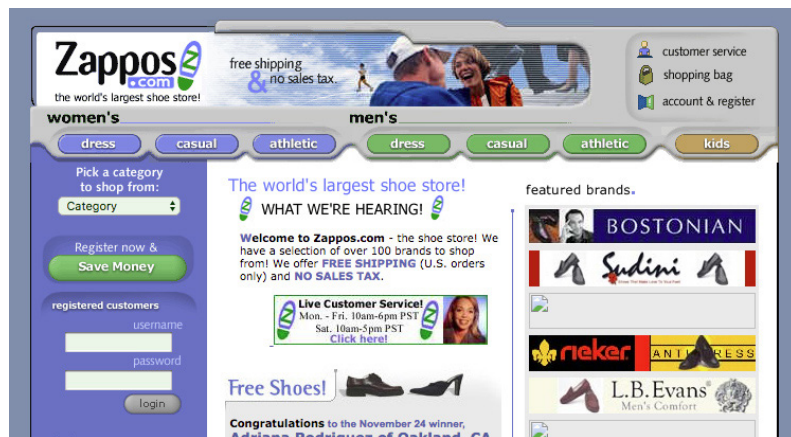 Zappos
.com
the world's largest shoe store!
free shipping
& no sales tax.
customer service
shopping bag
account & register
women's
men's
dress
casual
athletic
dress
casual
athletic
kids
Pick a category
to shop from:
Category
Register now &
Save Money
registered customers
username
password
login
The world's largest shoe store!
WHAT WE'RE HEARING!
Welcome to Zappos.com - the shoe store! We
have a selection of over 100 brands to shop
from! We offer FREE SHIPPING (U.S. orders
only) and NO SALES TAX.
Live Customer Service!
Mon. - Fri. 10am-6pm PST
Sat. 10am-5pm PST
Click here!
Free Shoes!
Congratulations to the November 24 winner,
Adriana Rodriguez of Oakland, CA
featured brands.
BOSTONIAN
Sudini
rieker
ANTISTRESS
L.B.Evans
Men's Comfort